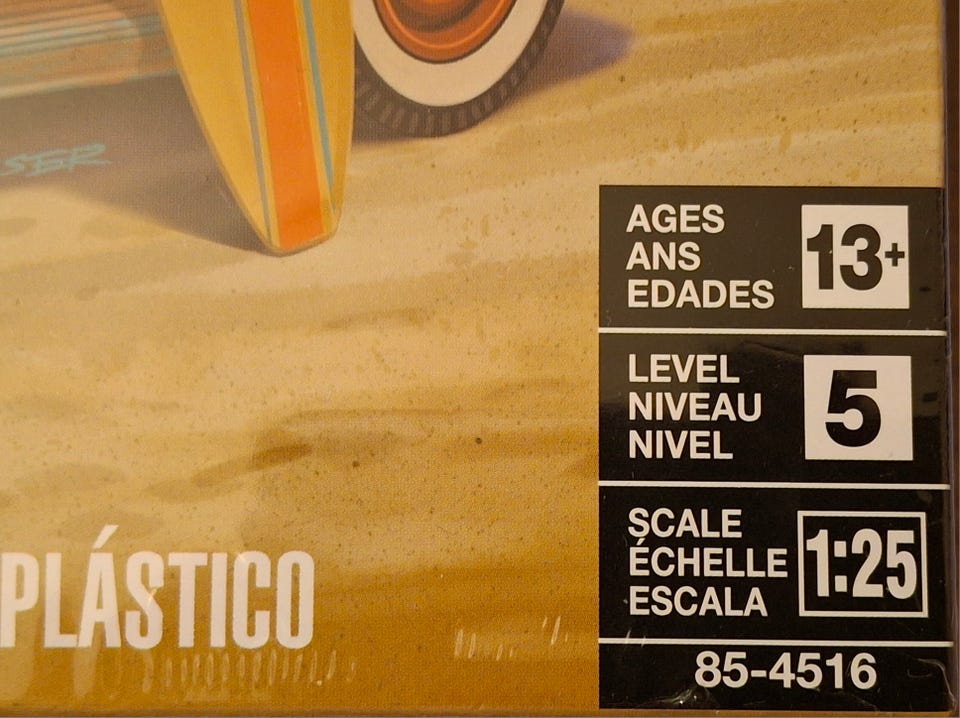 AGES
ANS
EDADES
13+
LEVEL
NIVEAU
NIVEL
5
SCALE
ÉCHELLE
ESCALA
1:25
85-4516
PLÁSTICO